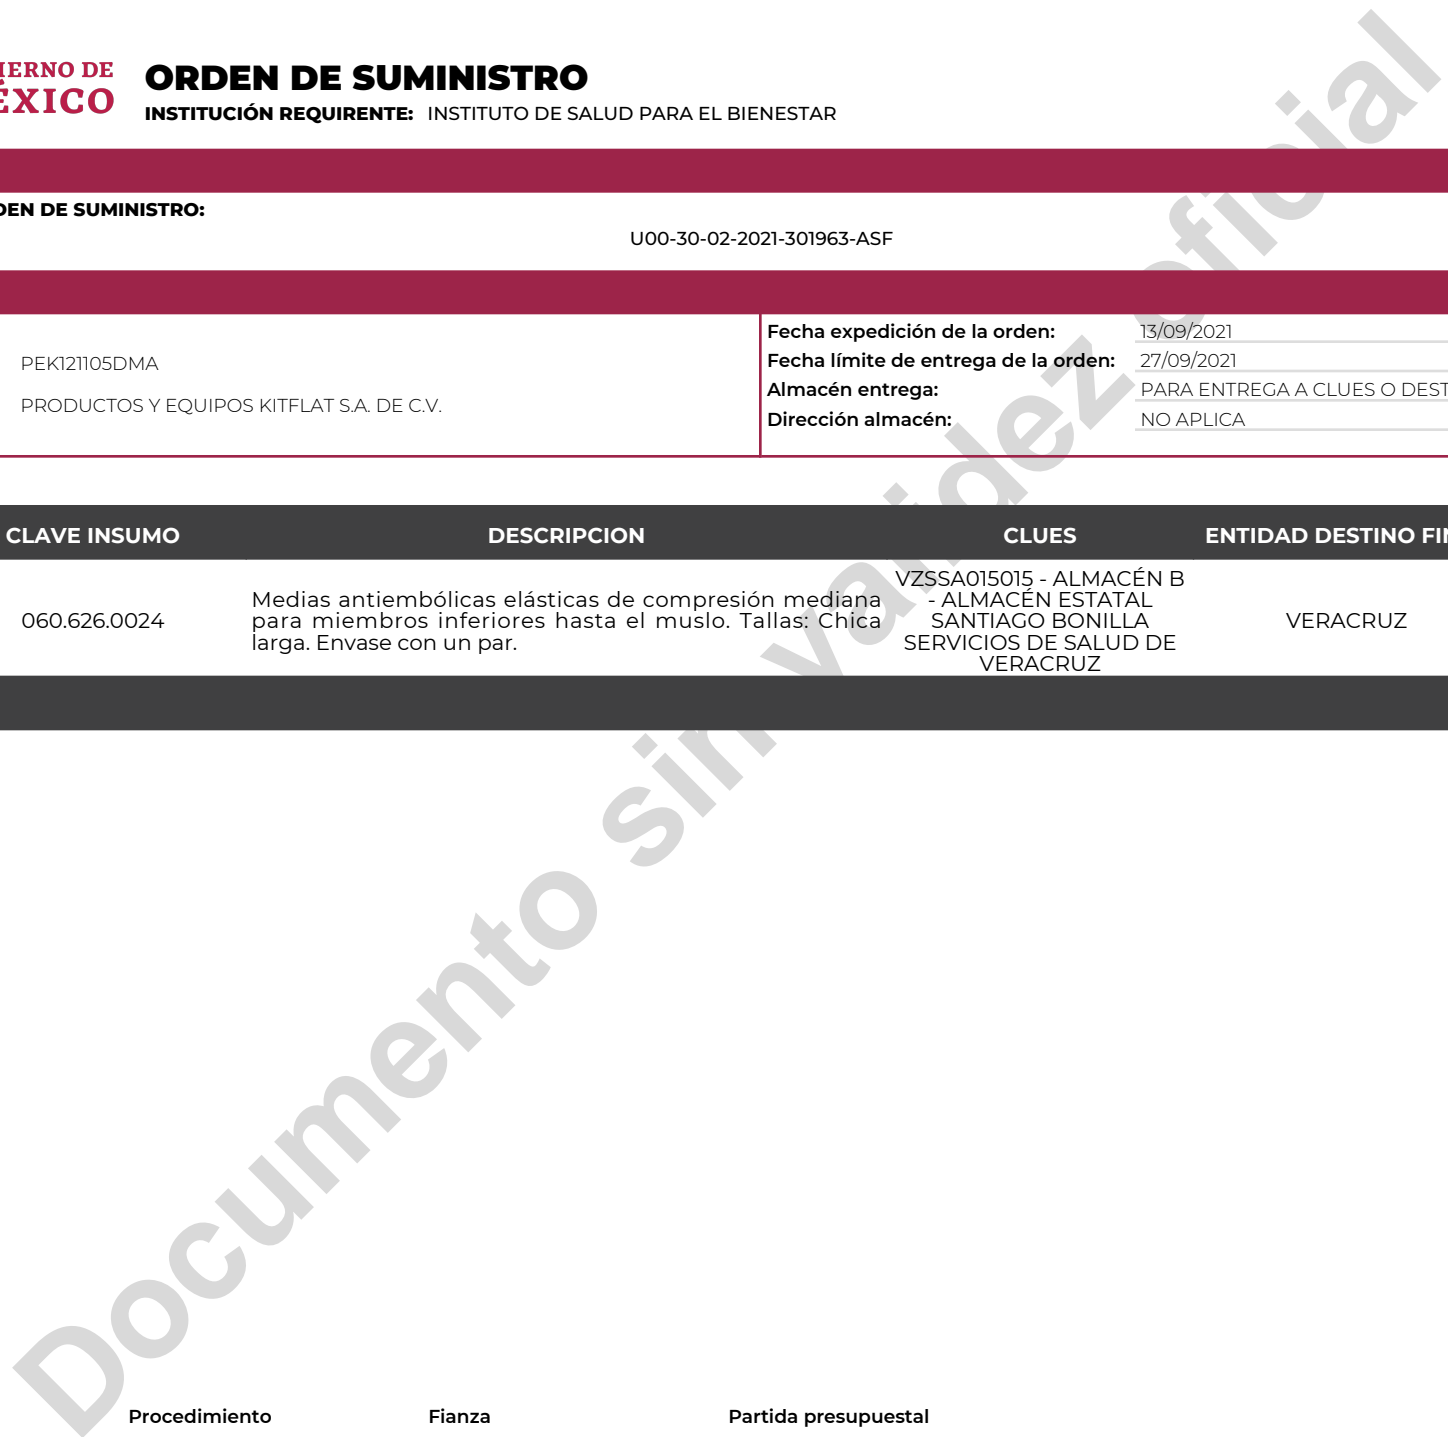 IERNO DE
ÉXICO
ORDEN DE SUMINISTRO
INSTITUCIÓN REQUIRENTE: INSTITUTO DE SALUD PARA EL BIENESTAR
DEN DE SUMINISTRO:
U00-30-02-2021-301963-ASF
PEK121105DMA
PRODUCTOS Y EQUIPOS KITFLAT S.A. DE C.V.
Fecha expedición de la orden: 13/09/2021
Fecha límite de entrega de la orden: 27/09/2021
Almacén entrega: PARA ENTREGA A CLUES O DEST
Dirección almacén: NO APLICA
CLAVE INSUMO DESCRIPCION CLUES ENTIDAD DESTINO FIN
060.626.0024
Medias antiembólicas elásticas de compresión mediana
para miembros inferiores hasta el muslo. Tallas: Chica
larga. Envase con un par.
VZSSA015015 - ALMACÉN B
- ALMACÉN ESTATAL
SANTIAGO BONILLA
SERVICIOS DE SALUD DE
VERACRUZ
VERACRUZ
Documento sin validez oficial
Procedimiento Fianza Partida presupuestal